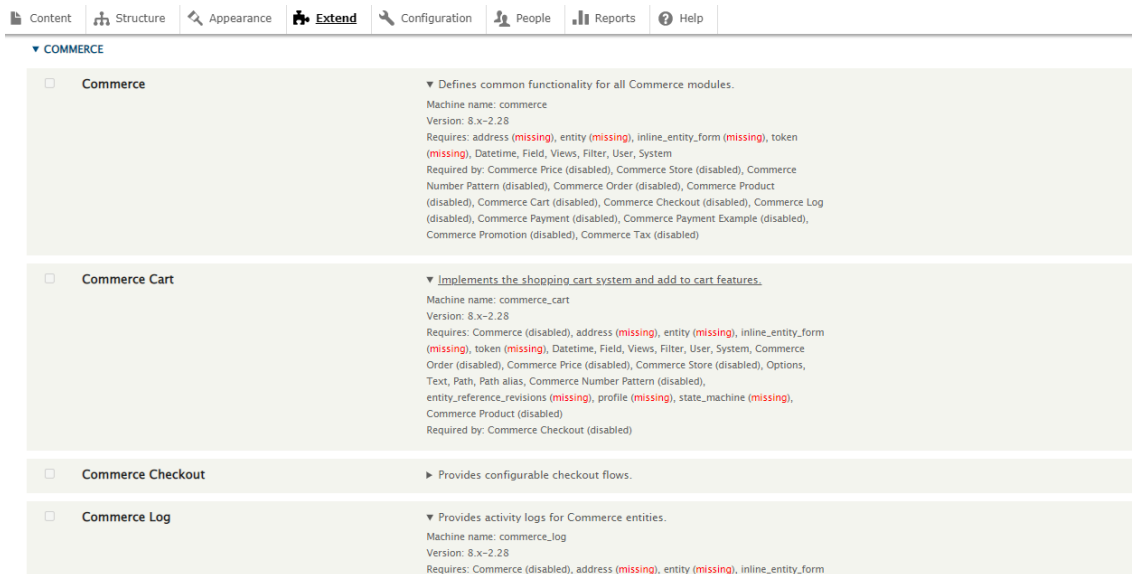 Content Structure Appearance Extend Configuration People Reports Help
▼ COMMERCE
Commerce
▼ Defines common functionality for all Commerce modules.
Machine name: commerce
Version: 8.x-2.28
Requires: address (missing), entity (missing), inline_entity_form (missing), token
(missing), Datetime, Field, Views, Filter, User, System
Required by: Commerce Price (disabled), Commerce Store (disabled), Commerce
Number Pattern (disabled), Commerce Order (disabled), Commerce Product
(disabled), Commerce Cart (disabled), Commerce Checkout (disabled), Commerce Log
(disabled), Commerce Payment (disabled), Commerce Payment Example (disabled),
Commerce Promotion (disabled), Commerce Tax (disabled)
Commerce Cart
▼ Implements the shopping cart system and add to cart features.
Machine name: commerce_cart
Version: 8.x-2.28
Requires: Commerce (disabled), address (missing), entity (missing), inline_entity_form
(missing), token (missing), Datetime, Field, Views, Filter, User, System, Commerce
Order (disabled), Commerce Price (disabled), Commerce Store (disabled), Options,
Text, Path, Path alias, Commerce Number Pattern (disabled),
entity_reference_revisions (missing), profile (missing), state_machine (missing),
Commerce Product (disabled)
Required by: Commerce Checkout (disabled)
Commerce Checkout
▶ Provides configurable checkout flows.
Commerce Log
▼ Provides activity logs for Commerce entities.
Machine name: commerce_log
Version: 8.x-2.28
Requires: Commerce (disabled), address (missing), entity (missing), inline_entity_form